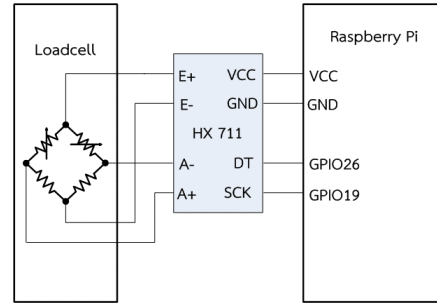 Loadcell
Raspberry Pi
E+ VCC VCC
E- GND GND
HX 711
A- DT GPIO26
A+ SCK GPIO19